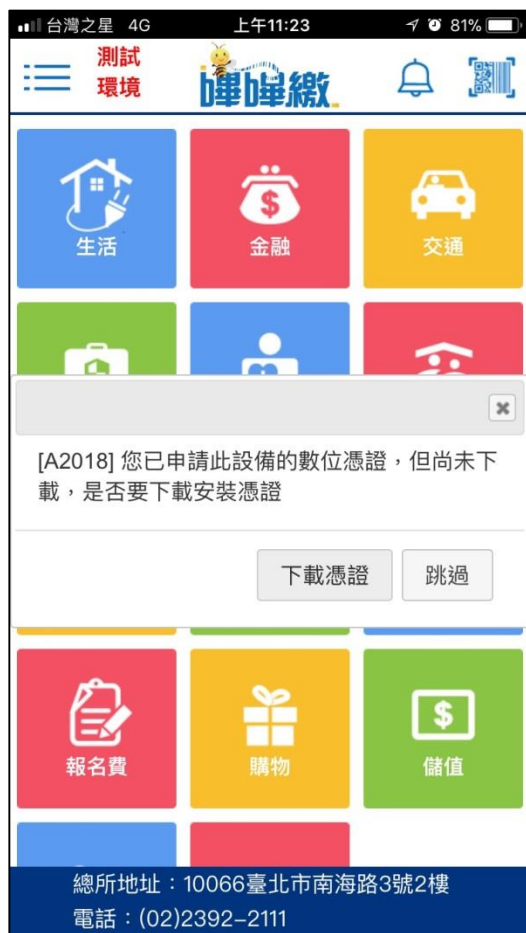 台灣之星 4G 上午11:23 81%
測試
環境
嗶嗶繳
生活
金融
交通
[A2018] 您已申請此設備的數位憑證，但尚未下
載，是否要下載安裝憑證
下載憑證
跳過
報名費
購物
儲值
總所地址：10066臺北市南海路3號2樓
電話：(02)2392–2111